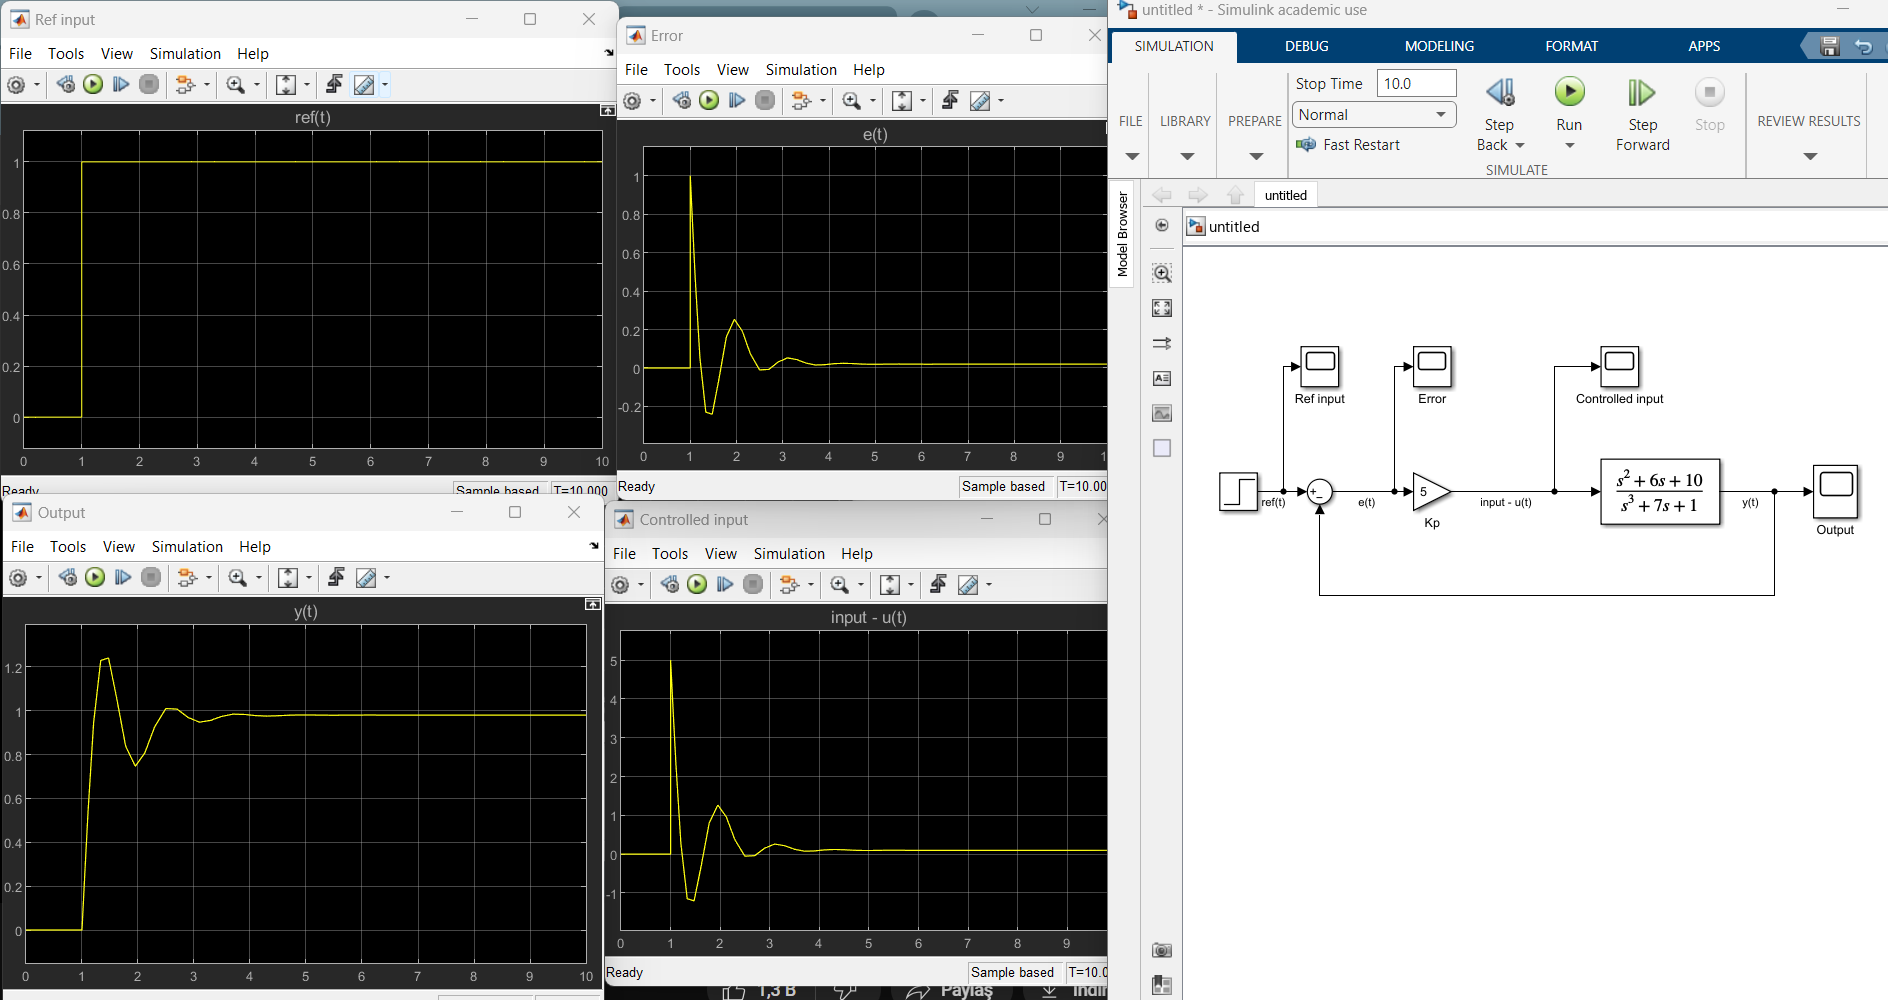 Ref input
File Tools View Simulation Help
ref(t)
1
0.8
0.6
0.4
0.2
0
0 1 2 3 4 5 6 7 8 9 10
Ready Sample based T=10.000
Error
File Tools View Simulation Help
e(t)
1
0.8
0.6
0.4
0.2
0
-0.2
0 1 2 3 4 5 6 7 8 9 1
Ready Sample based T=10.00
Output
File Tools View Simulation Help
y(t)
1.2
1
0.8
0.6
0.4
0.2
0
0 1 2 3 4 5 6 7 8 9 10
Controlled input
File Tools View Simulation Help
input - u(t)
5
4
3
2
1
0
-1
0 1 2 3 4 5 6 7 8 9
Ready Sample based T=10.0
1,3 B Paylaş İndir
untitled * - Simulink academic use
SIMULATION DEBUG MODELING FORMAT APPS
FILE LIBRARY PREPARE
Stop Time 10.0
Normal
Fast Restart
Step Back
Run
Step Forward
Stop
SIMULATE
REVIEW RESULTS
Model Browser
untitled
untitled
Ref input
Error
Controlled input
ref(t)
+
−
e(t)
5
Kp
input - u(t)
s² + 6s + 10
s³ + 7s + 1
y(t)
Output